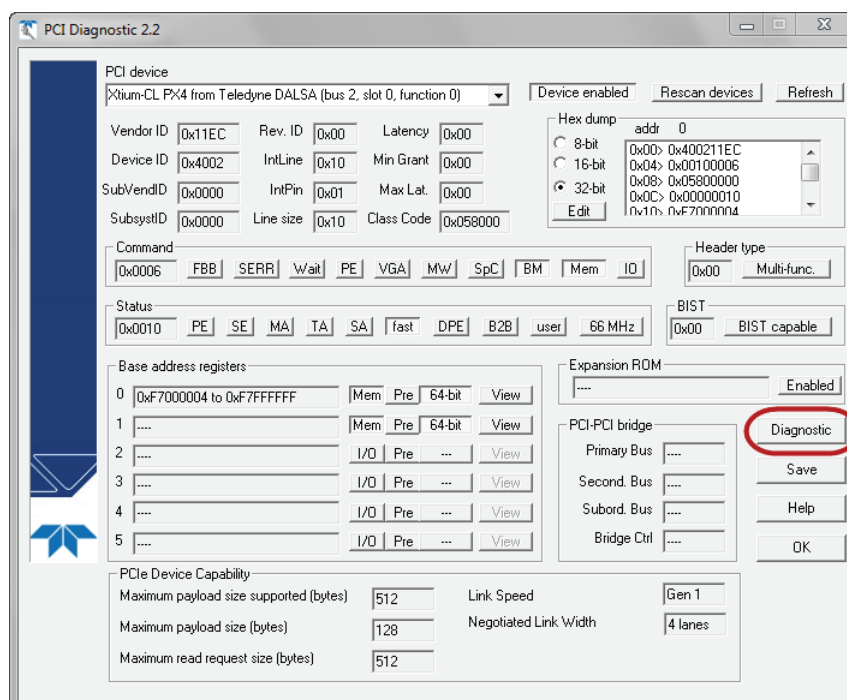 PCI Diagnostic 2.2
PCI device
Xtium-CL PX4 from Teledyne DALSA (bus 2, slot 0, function 0)
Device enabled Rescan devices Refresh
Vendor ID 0x11EC Rev. ID 0x00 Latency 0x00
Device ID 0x4002 IntLine 0x10 Min Grant 0x00
SubVendID 0x0000 IntPin 0x01 Max Lat. 0x00
SubsystID 0x0000 Line size 0x10 Class Code 0x058000
Hex dump
addr 0
8-bit
16-bit
32-bit
Edit
0x00> 0x400211EC
0x04> 0x00100006
0x08> 0x05800000
0x0C> 0x00000010
0x10> 0xF7000004
Command
0x0006 FBB SERR Wait PE VGA MW SpC BM Mem IO
Header type
0x00 Multi-func.
Status
0x0010 PE SE MA TA SA fast DPE B2B user 66 MHz
BIST
0x00 BIST capable
Base address registers
0 0xF7000004 to 0xF7FFFFFF Mem Pre 64-bit View
1 ---- Mem Pre 64-bit View
2 ---- I/O Pre --- View
3 ---- I/O Pre --- View
4 ---- I/O Pre --- View
5 ---- I/O Pre --- View
Expansion ROM
---- Enabled
PCI-PCI bridge
Primary Bus ----
Second. Bus ----
Subord. Bus ----
Bridge Ctrl ----
Diagnostic
Save
Help
OK
PCIe Device Capability
Maximum payload size supported (bytes) 512 Link Speed Gen 1
Maximum payload size (bytes) 128 Negotiated Link Width 4 lanes
Maximum read request size (bytes) 512